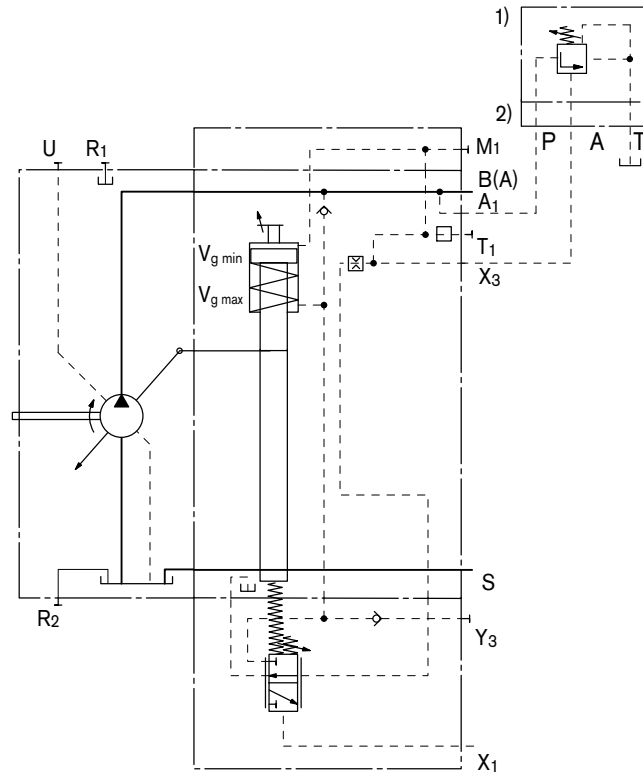 1)
2)
P A T
U R1
M1
B(A)
A1
Vg min
T1
X3
Vg max
S
R2
Y3
X1